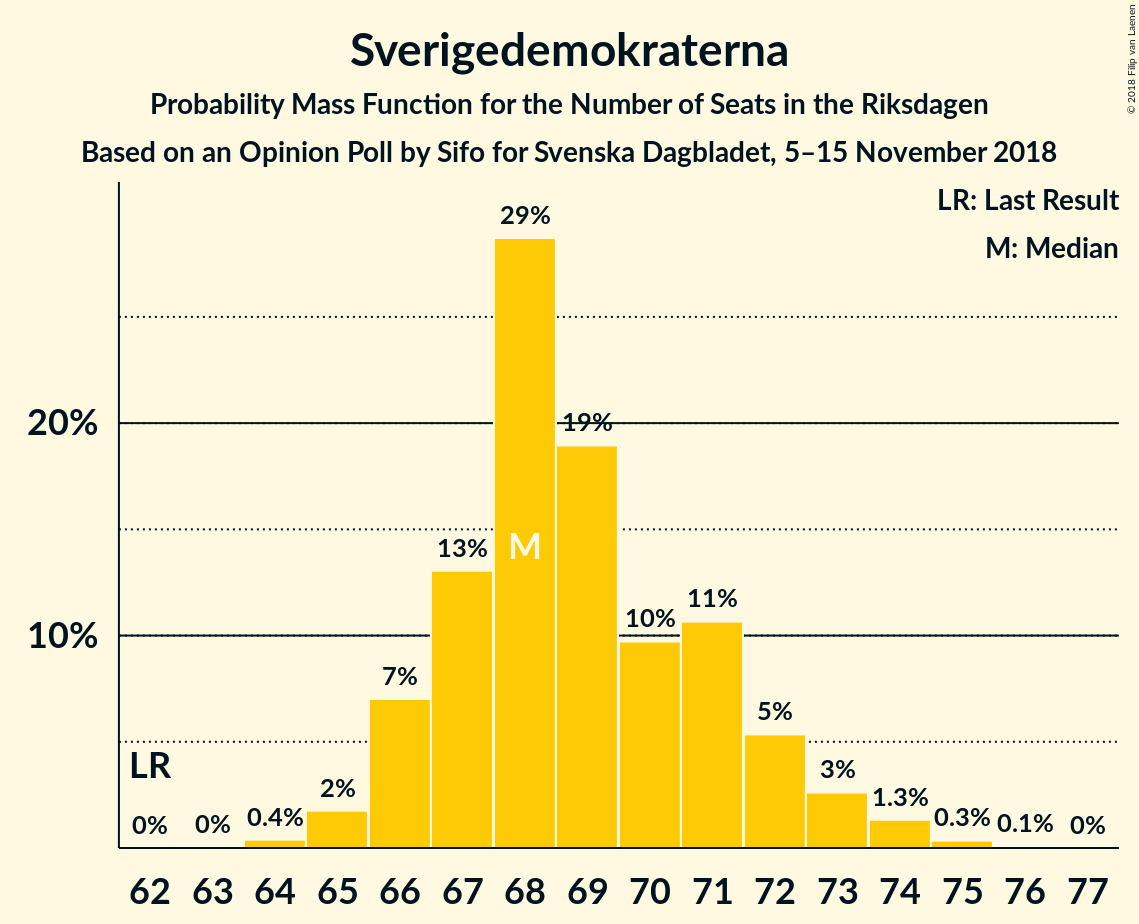 Sverigedemokraterna
Probability Mass Function for the Number of Seats in the Riksdagen
Based on an Opinion Poll by Sifo for Svenska Dagbladet, 5–15 November 2018
© 2018 Filip van Laenen
LR: Last Result
M: Median
20%
10%
LR
M
0% 0% 0.4% 2% 7% 13% 29% 19% 10% 11% 5% 3% 1.3% 0.3% 0.1% 0%
62 63 64 65 66 67 68 69 70 71 72 73 74 75 76 77